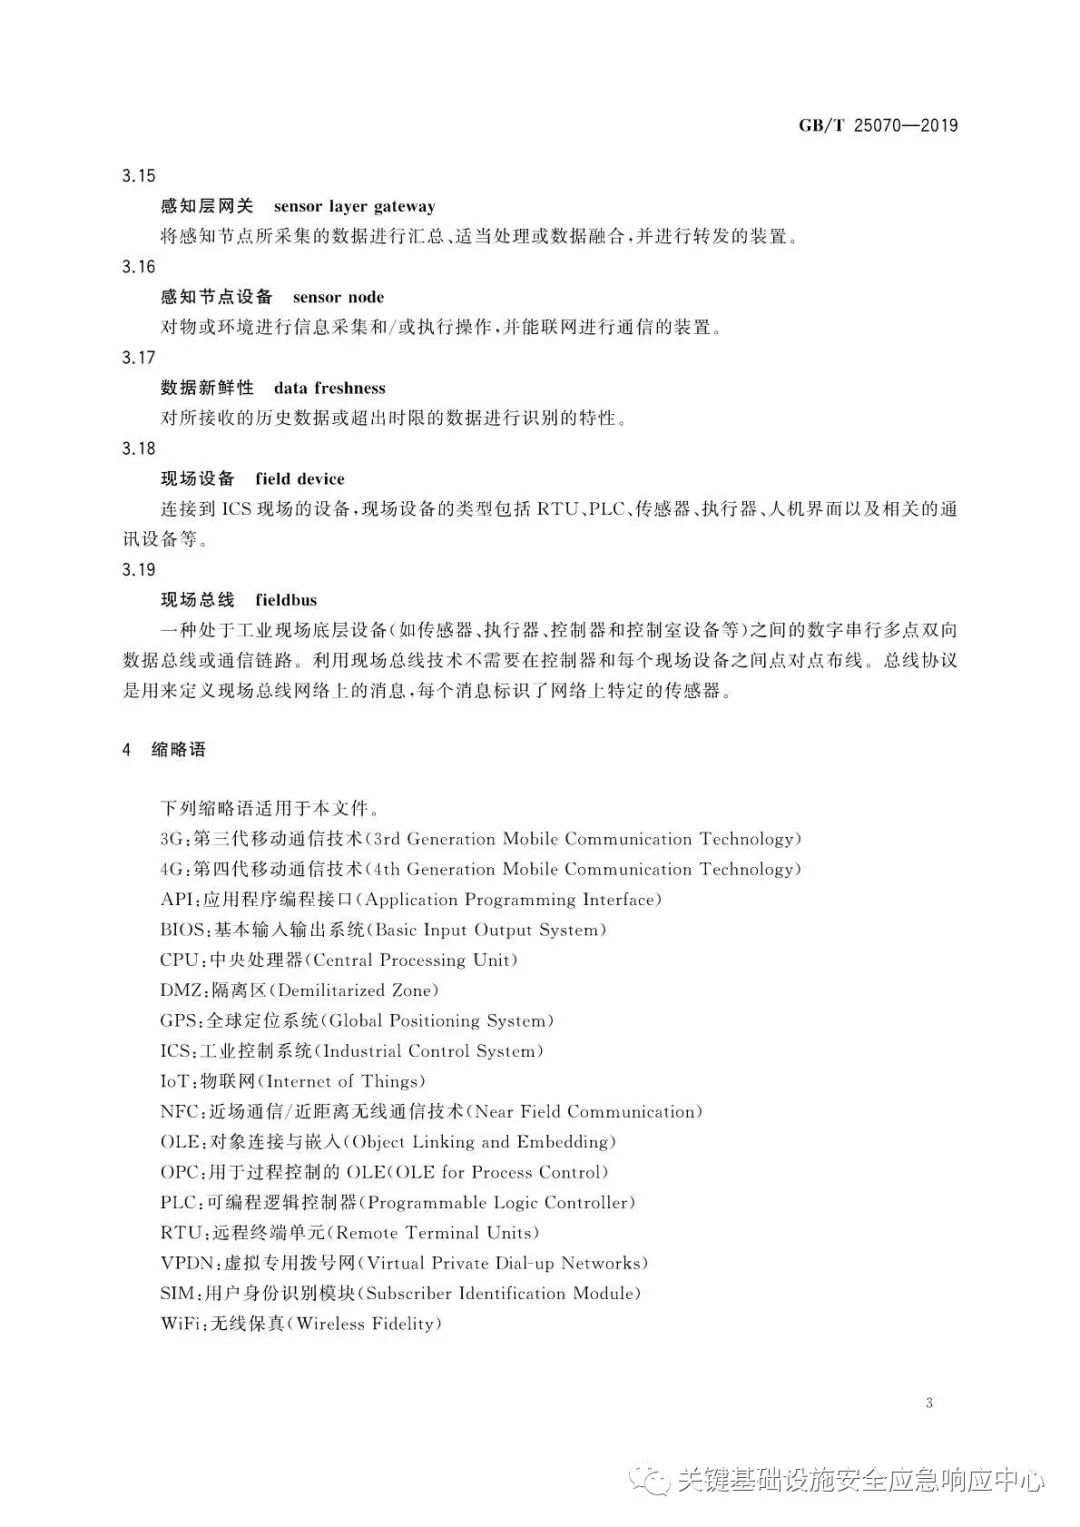 GB/T 25070—2019
3.15
感知层网关 sensor layer gateway
将感知节点所采集的数据进行汇总、适当处理或数据融合,并进行转发的装置。
3.16
感知节点设备 sensor node
对物或环境进行信息采集和/或执行操作,并能联网进行通信的装置。
3.17
数据新鲜性 data freshness
对所接收的历史数据或超出时限的数据进行识别的特性。
3.18
现场设备 field device
连接到 ICS 现场的设备,现场设备的类型包括 RTU、PLC、传感器、执行器、人机界面以及相关的通
讯设备等。
3.19
现场总线 fieldbus
一种处于工业现场底层设备(如传感器、执行器、控制器和控制室设备等)之间的数字串行多点双向
数据总线或通信链路。利用现场总线技术不需要在控制器和每个现场设备之间点对点布线。总线协议
是用来定义现场总线网络上的消息,每个消息标识了网络上特定的传感器。
4 缩略语
下列缩略语适用于本文件。
3G:第三代移动通信技术(3rd Generation Mobile Communication Technology)
4G:第四代移动通信技术(4th Generation Mobile Communication Technology)
API:应用程序编程接口(Application Programming Interface)
BIOS:基本输入输出系统(Basic Input Output System)
CPU:中央处理器(Central Processing Unit)
DMZ:隔离区(Demilitarized Zone)
GPS:全球定位系统(Global Positioning System)
ICS:工业控制系统(Industrial Control System)
IoT:物联网(Internet of Things)
NFC:近场通信/近距离无线通信技术(Near Field Communication)
OLE:对象连接与嵌入(Object Linking and Embedding)
OPC:用于过程控制的 OLE(OLE for Process Control)
PLC:可编程逻辑控制器(Programmable Logic Controller)
RTU:远程终端单元(Remote Terminal Units)
VPDN:虚拟专用拨号网(Virtual Private Dial-up Networks)
SIM:用户身份识别模块(Subscriber Identification Module)
WiFi:无线保真(Wireless Fidelity)
3
关键基础设施安全应急响应中心